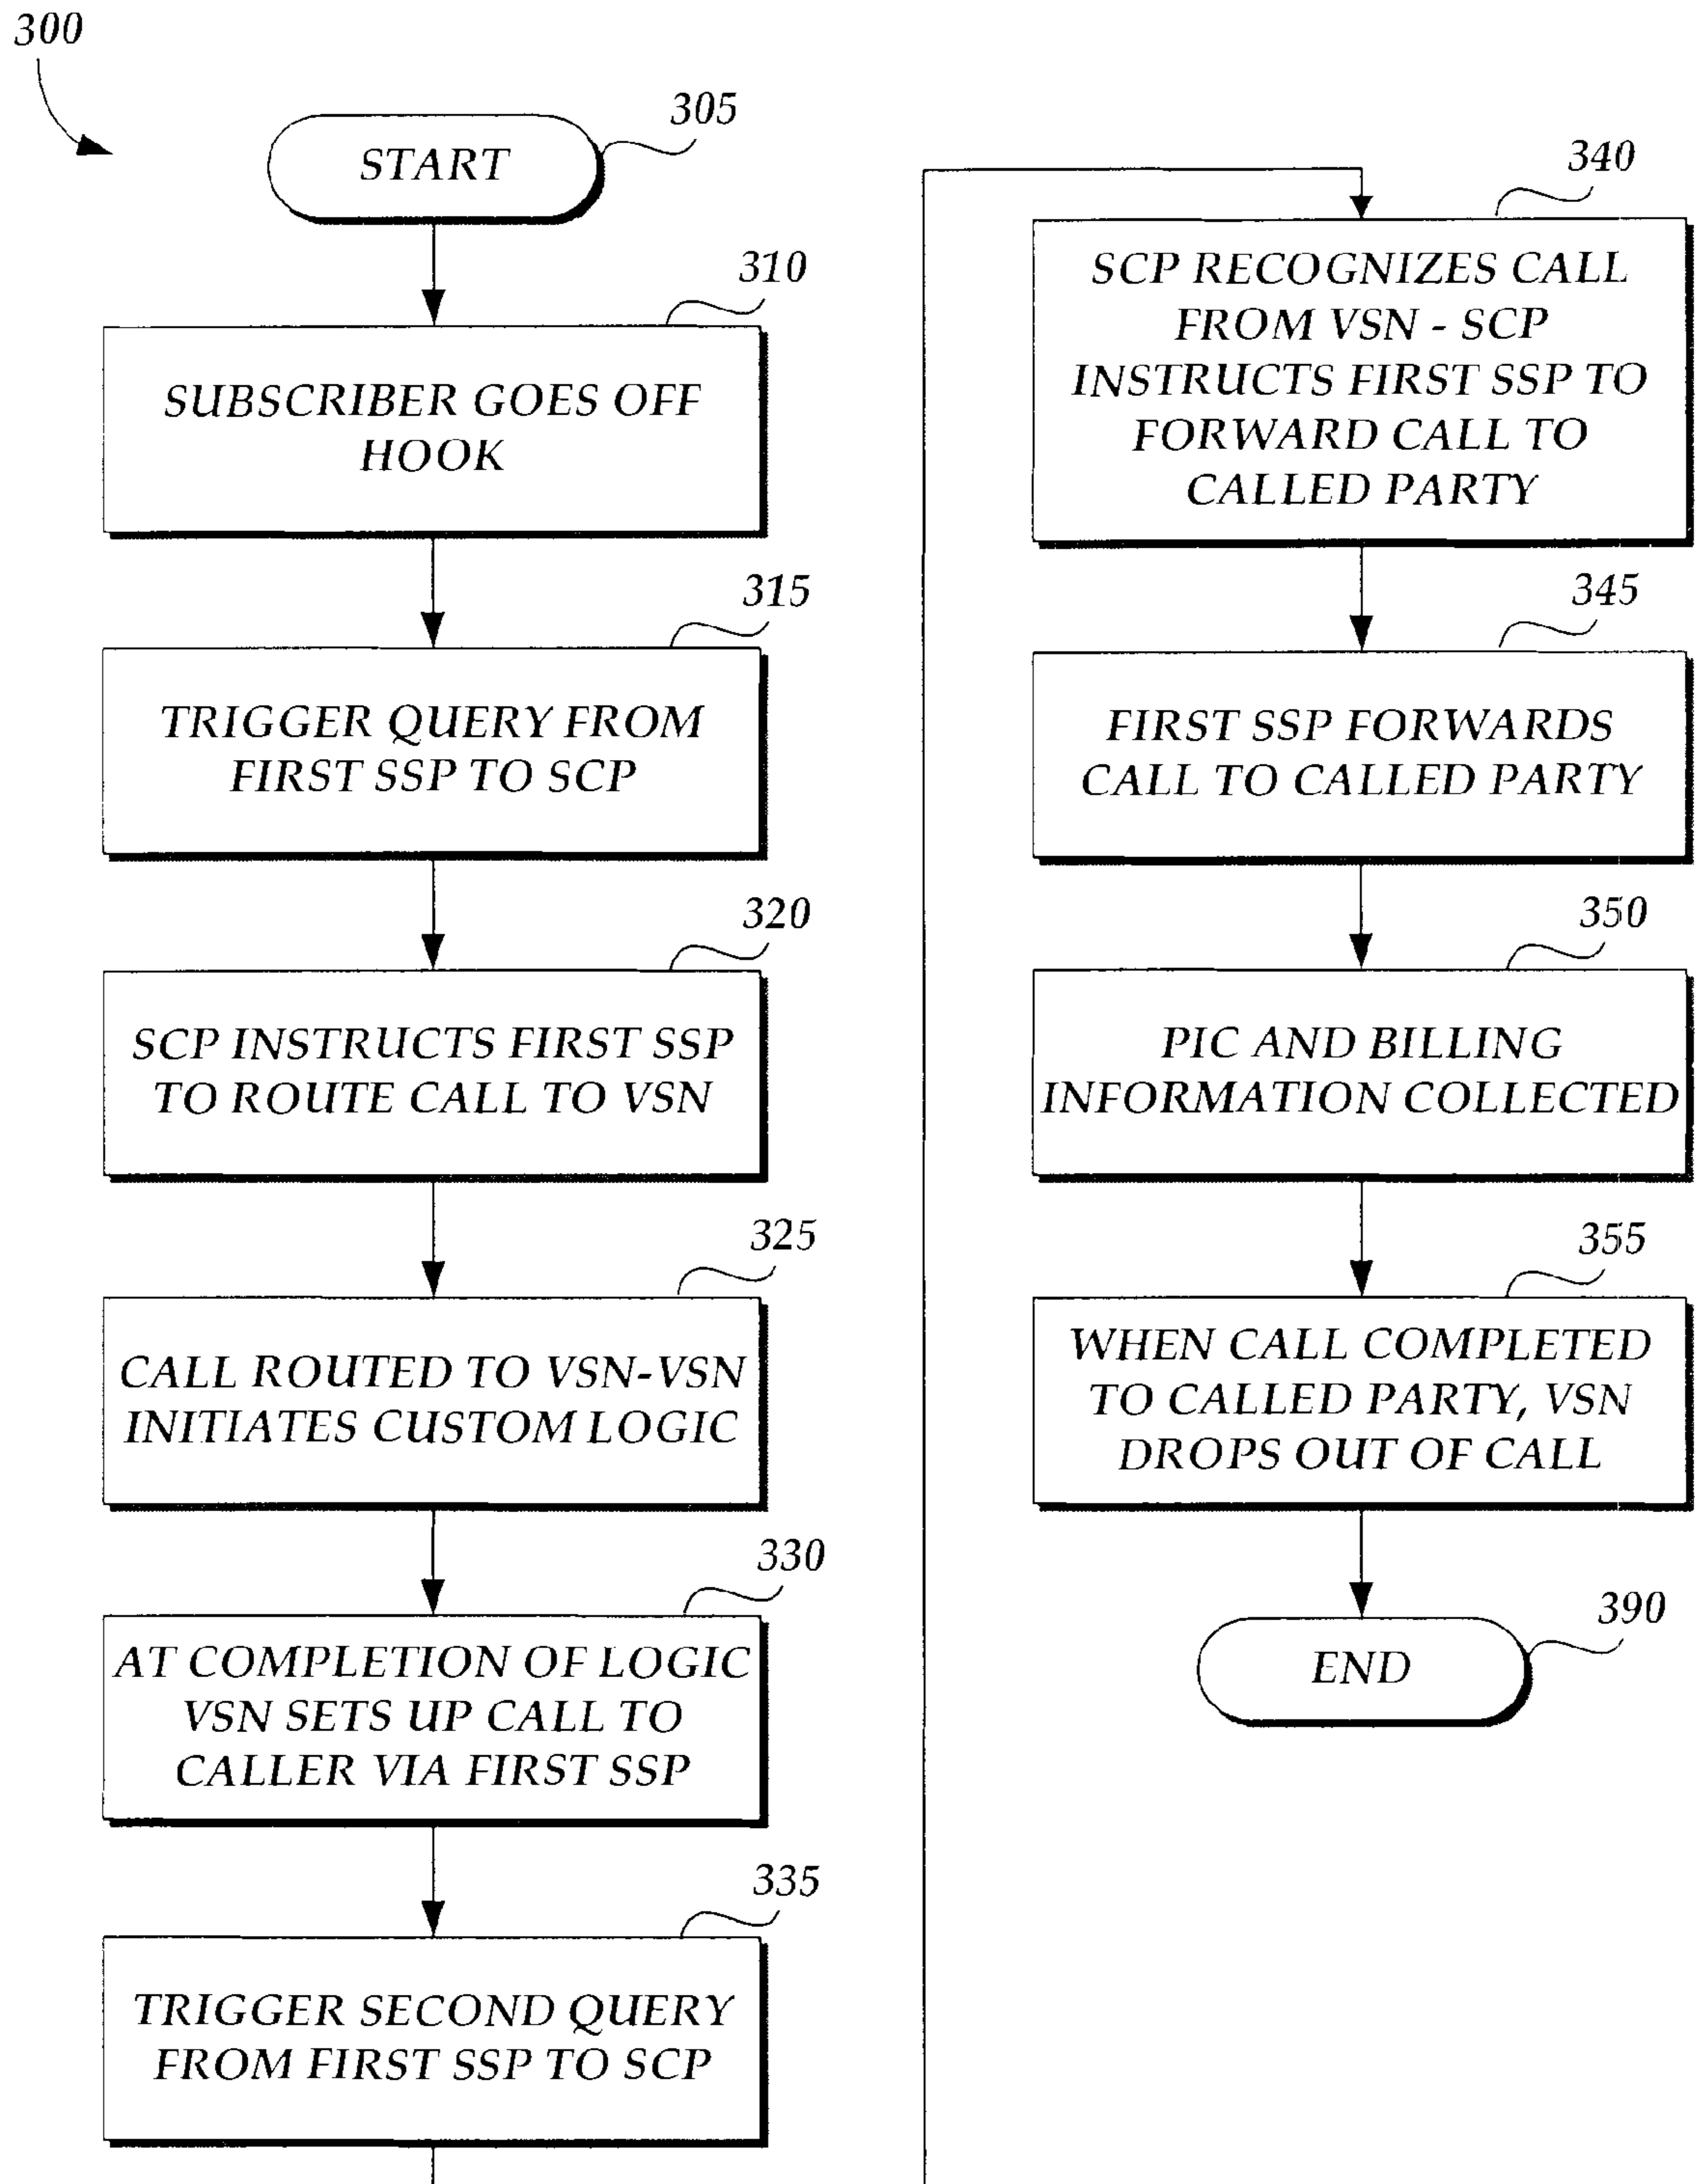 300
305
START
310
SUBSCRIBER GOES OFF
HOOK
315
TRIGGER QUERY FROM
FIRST SSP TO SCP
320
SCP INSTRUCTS FIRST SSP
TO ROUTE CALL TO VSN
325
CALL ROUTED TO VSN-VSN
INITIATES CUSTOM LOGIC
330
AT COMPLETION OF LOGIC
VSN SETS UP CALL TO
CALLER VIA FIRST SSP
335
TRIGGER SECOND QUERY
FROM FIRST SSP TO SCP
340
SCP RECOGNIZES CALL
FROM VSN - SCP
INSTRUCTS FIRST SSP TO
FORWARD CALL TO
CALLED PARTY
345
FIRST SSP FORWARDS
CALL TO CALLED PARTY
350
PIC AND BILLING
INFORMATION COLLECTED
355
WHEN CALL COMPLETED
TO CALLED PARTY, VSN
DROPS OUT OF CALL
390
END